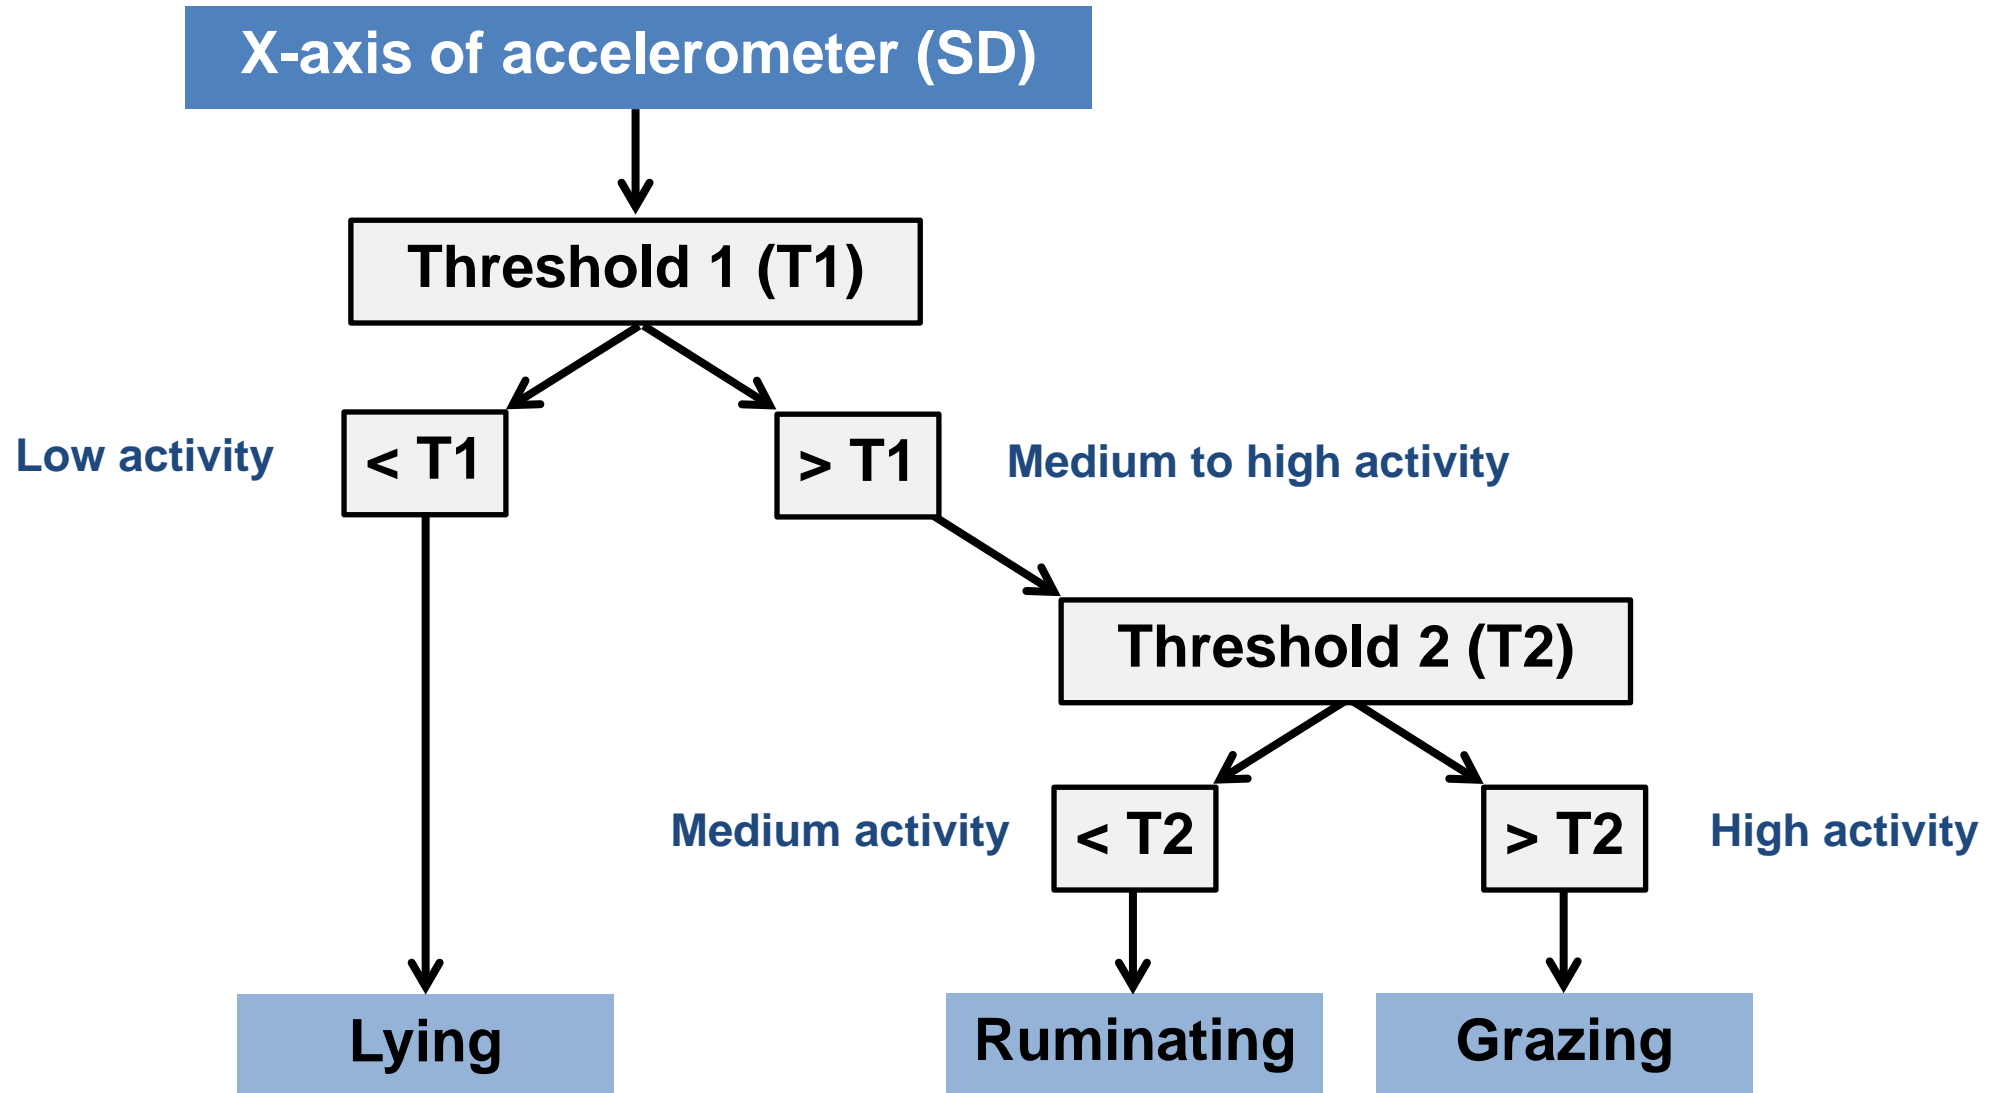 X-axis of accelerometer (SD)
Threshold 1 (T1)
Low activity
< T1
> T1
Medium to high activity
Threshold 2 (T2)
Medium activity
< T2
> T2
High activity
Lying
Ruminating
Grazing